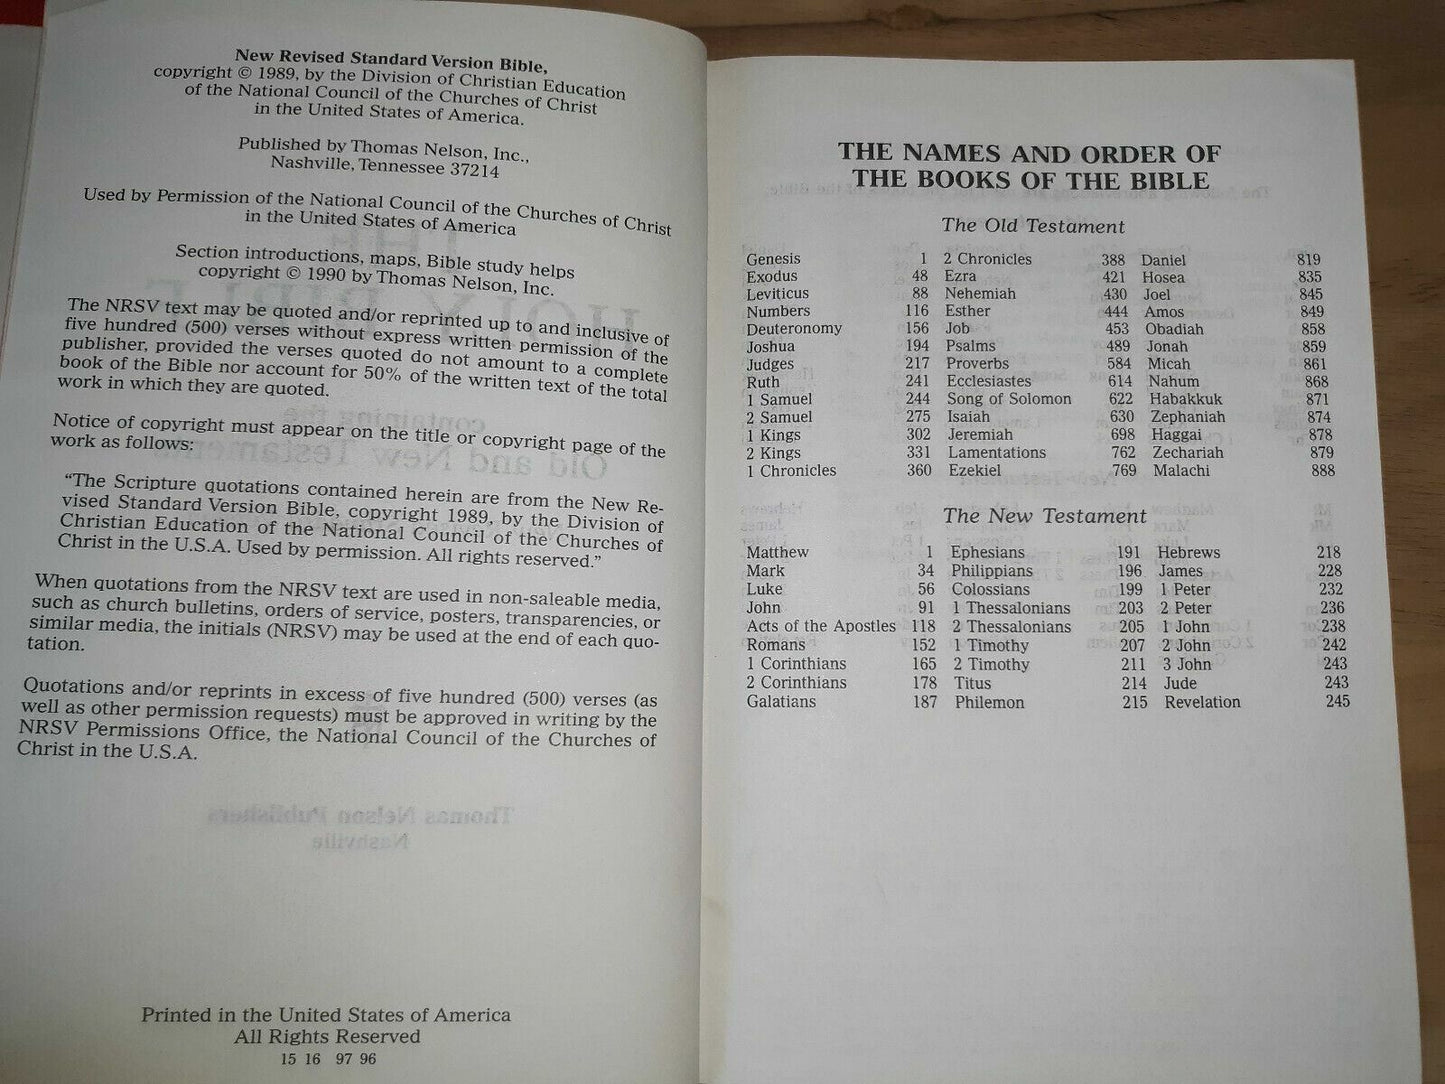 New Revised Standard Version Bible,
copyright © 1989, by the Division of Christian Education
of the National Council of the Churches of Christ
in the United States of America.
Published by Thomas Nelson, Inc.,
Nashville, Tennessee 37214
Used by Permission of the National Council of the Churches of Christ
in the United States of America
Section introductions, maps, Bible study helps
copyright © 1990 by Thomas Nelson, Inc.
The NRSV text may be quoted and/or reprinted up to and inclusive of
five hundred (500) verses without express written permission of the
publisher, provided the verses quoted do not amount to a complete
book of the Bible nor account for 50% of the written text of the total
work in which they are quoted.
Notice of copyright must appear on the title or copyright page of the
work as follows:
“The Scripture quotations contained herein are from the New Re-
vised Standard Version Bible, copyright 1989, by the Division of
Christian Education of the National Council of the Churches of
Christ in the U.S.A. Used by permission. All rights reserved.”
When quotations from the NRSV text are used in non-saleable media,
such as church bulletins, orders of service, posters, transparencies, or
similar media, the initials (NRSV) may be used at the end of each quo-
tation.
Quotations and/or reprints in excess of five hundred (500) verses (as
well as other permission requests) must be approved in writing by the
NRSV Permissions Office, the National Council of the Churches of
Christ in the U.S.A.
Printed in the United States of America
All Rights Reserved
15 16 97 96
THE NAMES AND ORDER OF
THE BOOKS OF THE BIBLE
The Old Testament
Genesis 1 2 Chronicles 388 Daniel 819
Exodus 48 Ezra 421 Hosea 835
Leviticus 88 Nehemiah 430 Joel 845
Numbers 116 Esther 444 Amos 849
Deuteronomy 156 Job 453 Obadiah 858
Joshua 194 Psalms 489 Jonah 859
Judges 217 Proverbs 584 Micah 861
Ruth 241 Ecclesiastes 614 Nahum 868
1 Samuel 244 Song of Solomon 622 Habakkuk 871
2 Samuel 275 Isaiah 630 Zephaniah 874
1 Kings 302 Jeremiah 698 Haggai 878
2 Kings 331 Lamentations 762 Zechariah 879
1 Chronicles 360 Ezekiel 769 Malachi 888
The New Testament
Matthew 1 Ephesians 191 Hebrews 218
Mark 34 Philippians 196 James 228
Luke 56 Colossians 199 1 Peter 232
John 91 1 Thessalonians 203 2 Peter 236
Acts of the Apostles 118 2 Thessalonians 205 1 John 238
Romans 152 1 Timothy 207 2 John 242
1 Corinthians 165 2 Timothy 211 3 John 243
2 Corinthians 178 Titus 214 Jude 243
Galatians 187 Philemon 215 Revelation 245